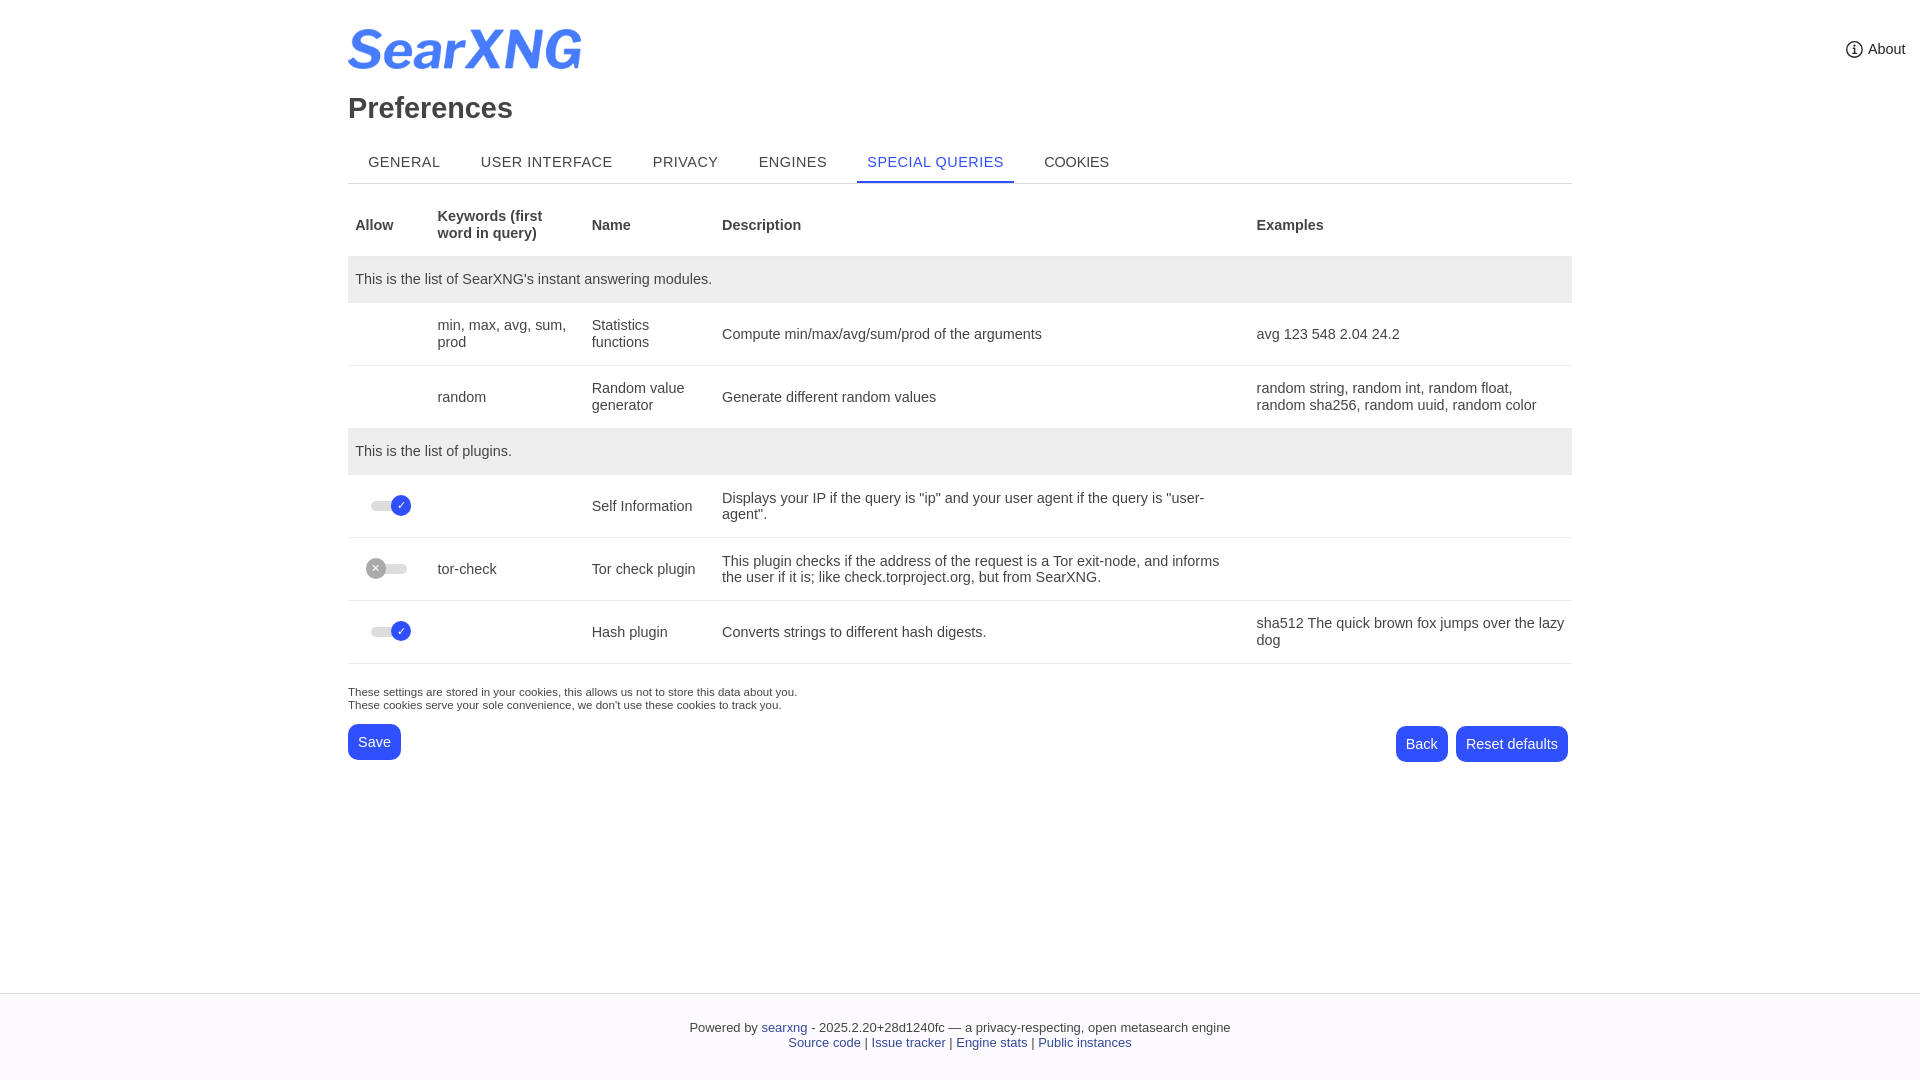 SearXNG
About
Preferences
GENERAL USER INTERFACE PRIVACY ENGINES SPECIAL QUERIES COOKIES
Allow Keywords (first word in query) Name Description Examples
This is the list of SearXNG's instant answering modules.
min, max, avg, sum,
prod
Statistics
functions
Compute min/max/avg/sum/prod of the arguments
avg 123 548 2.04 24.2
random
Random value
generator
Generate different random values
random string, random int, random float,
random sha256, random uuid, random color
This is the list of plugins.
Self Information
Displays your IP if the query is "ip" and your user agent if the query is "user-
agent".
tor-check
Tor check plugin
This plugin checks if the address of the request is a Tor exit-node, and informs
the user if it is; like check.torproject.org, but from SearXNG.
Hash plugin
Converts strings to different hash digests.
sha512 The quick brown fox jumps over the lazy
dog
These settings are stored in your cookies, this allows us not to store this data about you.
These cookies serve your sole convenience, we don't use these cookies to track you.
Save
Back
Reset defaults
Powered by searxng - 2025.2.20+28d1240fc — a privacy-respecting, open metasearch engine
Source code | Issue tracker | Engine stats | Public instances